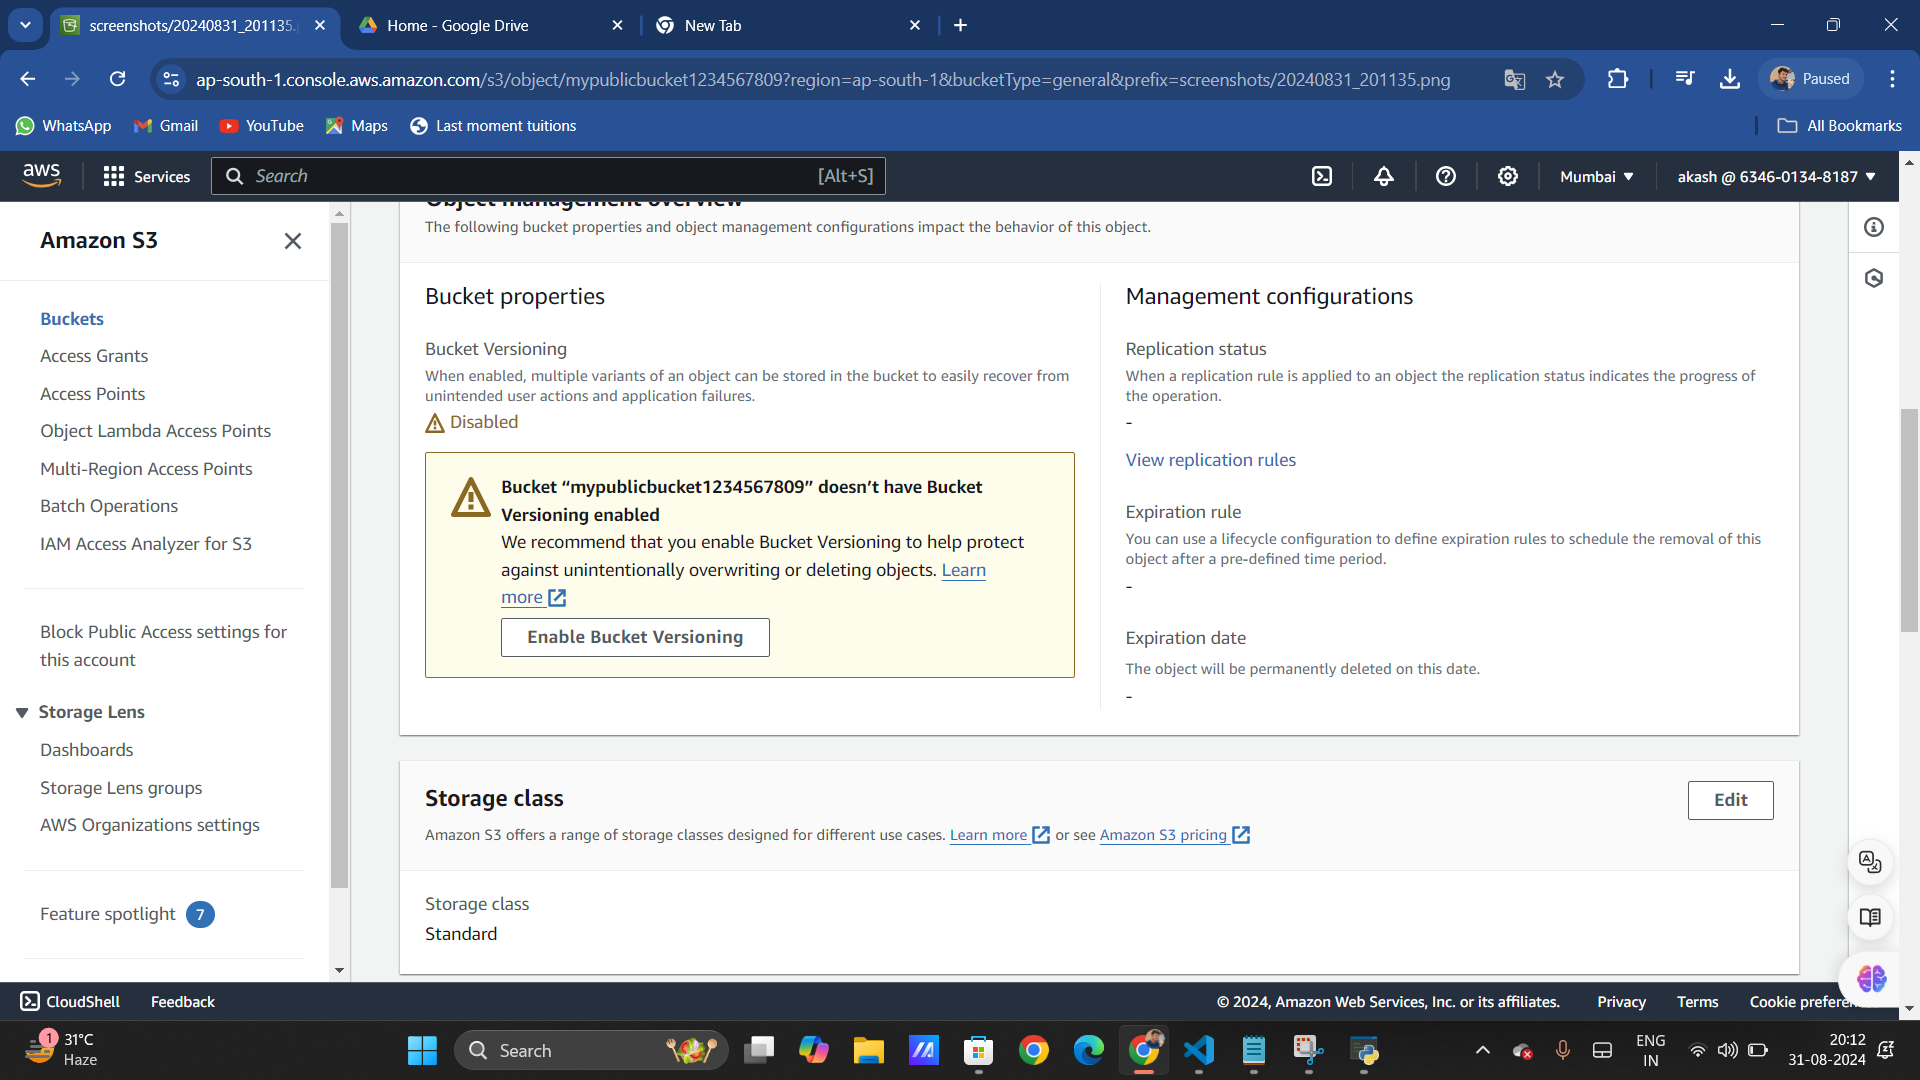 screenshots/20240831_201135.
Home - Google Drive
New Tab
ap-south-1.console.aws.amazon.com/s3/object/mypublicbucket1234567809?region=ap-south-1&bucketType=general&prefix=screenshots/20240831_201135.png
Paused
WhatsApp
Gmail
YouTube
Maps
Last moment tuitions
All Bookmarks
aws
Services
Search
[Alt+S]
Mumbai
akash @ 6346-0134-8187
Amazon S3
Buckets
Access Grants
Access Points
Object Lambda Access Points
Multi-Region Access Points
Batch Operations
IAM Access Analyzer for S3
Block Public Access settings for
this account
Storage Lens
Dashboards
Storage Lens groups
AWS Organizations settings
Feature spotlight 7
Object management overview
The following bucket properties and object management configurations impact the behavior of this object.
Bucket properties
Bucket Versioning
When enabled, multiple variants of an object can be stored in the bucket to easily recover from
unintended user actions and application failures.
Disabled
Bucket “mypublicbucket1234567809” doesn’t have Bucket
Versioning enabled
We recommend that you enable Bucket Versioning to help protect
against unintentionally overwriting or deleting objects. Learn
more
Enable Bucket Versioning
Management configurations
Replication status
When a replication rule is applied to an object the replication status indicates the progress of
the operation.
-
View replication rules
Expiration rule
You can use a lifecycle configuration to define expiration rules to schedule the removal of this
object after a pre-defined time period.
-
Expiration date
The object will be permanently deleted on this date.
-
Storage class
Edit
Amazon S3 offers a range of storage classes designed for different use cases. Learn more or see Amazon S3 pricing
Storage class
Standard
CloudShell
Feedback
© 2024, Amazon Web Services, Inc. or its affiliates.
Privacy
Terms
Cookie prefere
1
31°C
Haze
Search
ENG
IN
20:12
31-08-2024